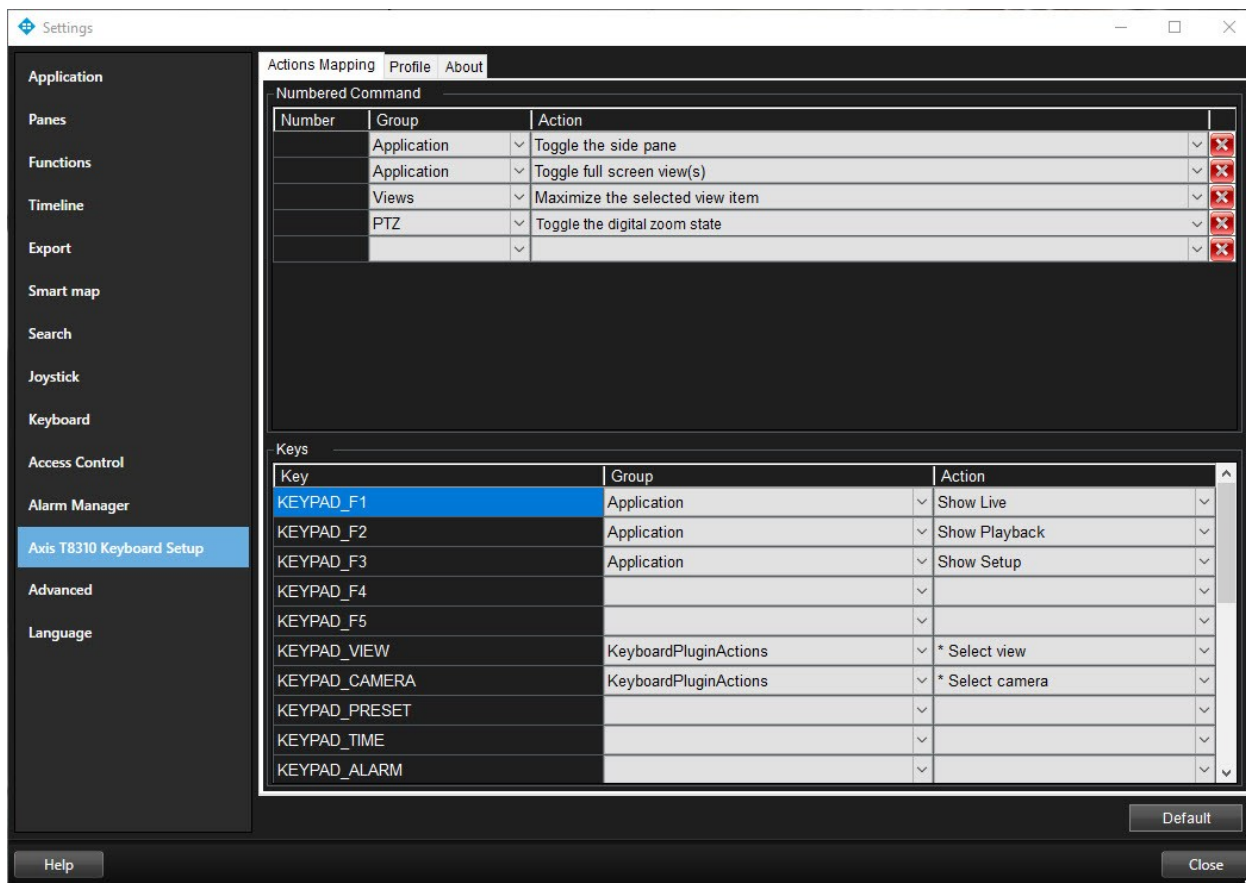 Settings
Application
Panes
Functions
Timeline
Export
Smart map
Search
Joystick
Keyboard
Access Control
Alarm Manager
Axis T8310 Keyboard Setup
Advanced
Language
Actions Mapping Profile About
Numbered Command
Number Group Action
Application Toggle the side pane
Application Toggle full screen view(s)
Views Maximize the selected view item
PTZ Toggle the digital zoom state
Keys
Key Group Action
KEYPAD_F1 Application Show Live
KEYPAD_F2 Application Show Playback
KEYPAD_F3 Application Show Setup
KEYPAD_F4
KEYPAD_F5
KEYPAD_VIEW KeyboardPluginActions * Select view
KEYPAD_CAMERA KeyboardPluginActions * Select camera
KEYPAD_PRESET
KEYPAD_TIME
KEYPAD_ALARM
Default
Help Close